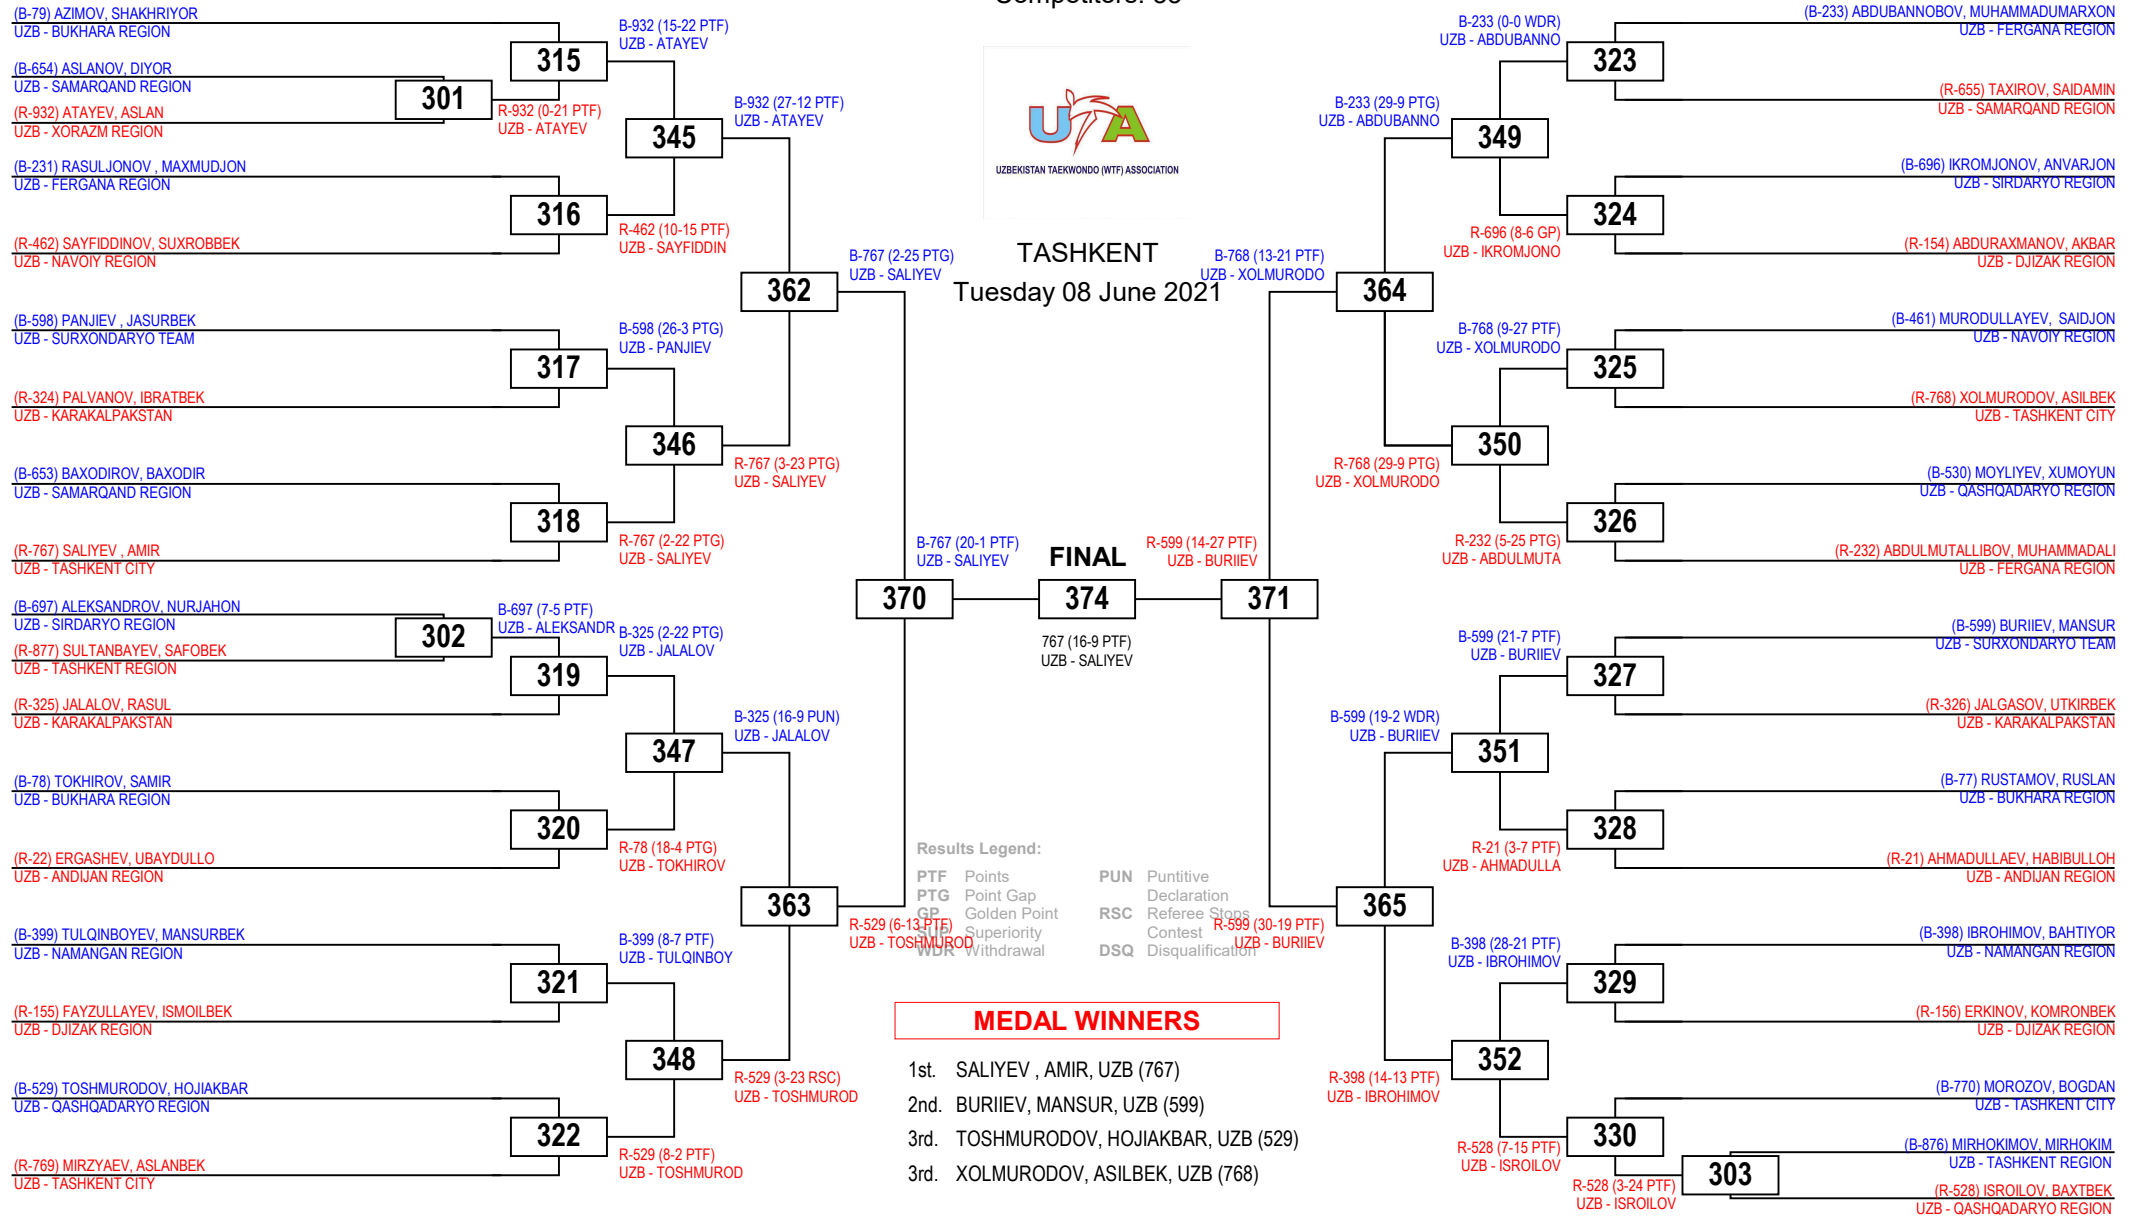 Competitors:
(B-79) AZIMOV, SHAKHRIYOR
UZB - BUKHARA REGION
(B-654) ASLANOV, DIYOR
UZB - SAMARQAND REGION
(R-932) ATAYEV, ASLAN
UZB - XORAZM REGION
(B-231) RASULJONOV , MAXMUDJON
UZB - FERGANA REGION
(R-462) SAYFIDDINOV, SUXROBBEK
UZB - NAVOIY REGION
(B-598) PANJIEV , JASURBEK
UZB - SURXONDARYO TEAM
(R-324) PALVANOV, IBRATBEK
UZB - KARAKALPAKSTAN
(B-653) BAXODIROV, BAXODIR
UZB - SAMARQAND REGION
(R-767) SALIYEV , AMIR
UZB - TASHKENT CITY
(B-697) ALEKSANDROV, NURJAHON
UZB - SIRDARYO REGION
(R-877) SULTANBAYEV, SAFOBEK
UZB - TASHKENT REGION
(R-325) JALALOV, RASUL
UZB - KARAKALPAKSTAN
(B-78) TOKHIROV, SAMIR
UZB - BUKHARA REGION
(R-22) ERGASHEV, UBAYDULLO
UZB - ANDIJAN REGION
(B-399) TULQINBOYEV, MANSURBEK
UZB - NAMANGAN REGION
(R-155) FAYZULLAYEV, ISMOILBEK
UZB - DJIZAK REGION
(B-529) TOSHMURODOV, HOJIAKBAR
UZB - QASHQADARYO REGION
(R-769) MIRZYAEV, ASLANBEK
UZB - TASHKENT CITY
301
R-932 (0-21 PTF)
UZB - ATAYEV
302
B-697 (7-5 PTF)
UZB - ALEKSANDR
315
B-932 (15-22 PTF)
UZB - ATAYEV
316
R-462 (10-15 PTF)
UZB - SAYFIDDIN
317
B-598 (26-3 PTG)
UZB - PANJIEV
318
R-767 (2-22 PTG)
UZB - SALIYEV
319
B-325 (2-22 PTG)
UZB - JALALOV
320
R-78 (18-4 PTG)
UZB - TOKHIROV
321
B-399 (8-7 PTF)
UZB - TULQINBOY
322
R-529 (8-2 PTF)
UZB - TOSHMUROD
345
B-932 (27-12 PTF)
UZB - ATAYEV
346
R-767 (3-23 PTG)
UZB - SALIYEV
347
B-325 (16-9 PUN)
UZB - JALALOV
348
R-529 (3-23 RSC)
UZB - TOSHMUROD
362
B-767 (2-25 PTG)
UZB - SALIYEV
363
R-529 (6-13 PTF)
UZB - TOSHMUROD
370
B-767 (20-1 PTF)
UZB - SALIYEV
UTA
UZBEKISTAN TAEKWONDO (WTF) ASSOCIATION
TASHKENT
Tuesday 08 June 2021
FINAL
374
767 (16-9 PTF)
UZB - SALIYEV
R-599 (14-27 PTF)
UZB - BURIIEV
371
B-768 (13-21 PTF)
UZB - XOLMURODO
364
R-599 (30-19 PTF)
UZB - BURIIEV
365
B-233 (29-9 PTG)
UZB - ABDUBANNO
349
R-768 (29-9 PTG)
UZB - XOLMURODO
350
B-599 (19-2 WDR)
UZB - BURIIEV
351
R-398 (14-13 PTF)
UZB - IBROHIMOV
352
B-233 (0-0 WDR)
UZB - ABDUBANNO
323
R-696 (8-6 GP)
UZB - IKROMJONO
324
B-768 (9-27 PTF)
UZB - XOLMURODO
325
R-232 (5-25 PTG)
UZB - ABDULMUTA
326
B-599 (21-7 PTF)
UZB - BURIIEV
327
R-21 (3-7 PTF)
UZB - AHMADULLA
328
B-398 (28-21 PTF)
UZB - IBROHIMOV
329
R-528 (7-15 PTF)
UZB - ISROILOV
330
R-528 (3-24 PTF)
UZB - ISROILOV
303
(B-233) ABDUBANNOBOV, MUHAMMADUMARXON
UZB - FERGANA REGION
(R-655) TAXIROV, SAIDAMIN
UZB - SAMARQAND REGION
(B-696) IKROMJONOV, ANVARJON
UZB - SIRDARYO REGION
(R-154) ABDURAXMANOV, AKBAR
UZB - DJIZAK REGION
(B-461) MURODULLAYEV, SAIDJON
UZB - NAVOIY REGION
(R-768) XOLMURODOV, ASILBEK
UZB - TASHKENT CITY
(B-530) MOYLIYEV, XUMOYUN
UZB - QASHQADARYO REGION
(R-232) ABDULMUTALLIBOV, MUHAMMADALI
UZB - FERGANA REGION
(B-599) BURIIEV, MANSUR
UZB - SURXONDARYO TEAM
(R-326) JALGASOV, UTKIRBEK
UZB - KARAKALPAKSTAN
(B-77) RUSTAMOV, RUSLAN
UZB - BUKHARA REGION
(R-21) AHMADULLAEV, HABIBULLOH
UZB - ANDIJAN REGION
(B-398) IBROHIMOV, BAHTIYOR
UZB - NAMANGAN REGION
(R-156) ERKINOV, KOMRONBEK
UZB - DJIZAK REGION
(B-770) MOROZOV, BOGDAN
UZB - TASHKENT CITY
(B-876) MIRHOKIMOV, MIRHOKIM
UZB - TASHKENT REGION
(R-528) ISROILOV, BAXTBEK
UZB - QASHQADARYO REGION
Results Legend:
PTF Points
PTG Point Gap
GP Golden Point
SUP Superiority
WDR Withdrawal
PUN Puntitive
Declaration
RSC Referee Stops
Contest
DSQ Disqualification
MEDAL WINNERS
1st. SALIYEV , AMIR, UZB (767)
2nd. BURIIEV, MANSUR, UZB (599)
3rd. TOSHMURODOV, HOJIAKBAR, UZB (529)
3rd. XOLMURODOV, ASILBEK, UZB (768)